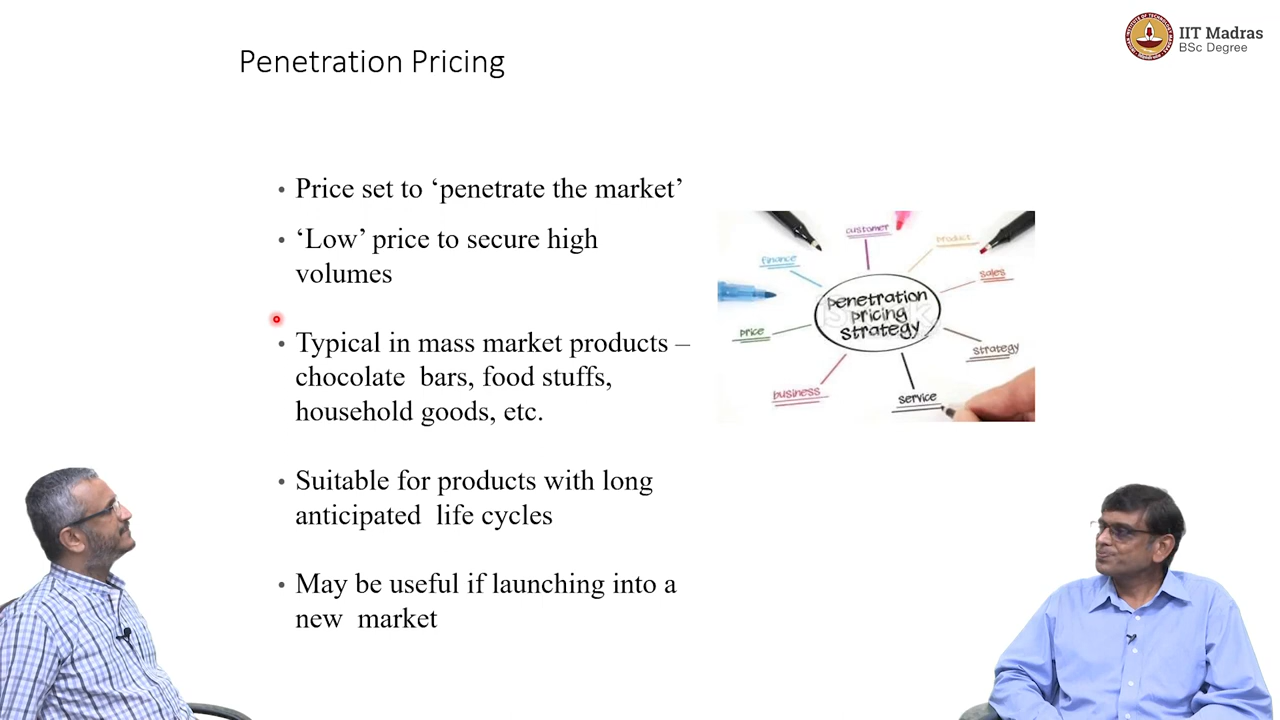 IIT Madras
BSc Degree
Penetration Pricing
• Price set to ‘penetrate the market’
• ‘Low’ price to secure high
volumes
• Typical in mass market products –
chocolate bars, food stuffs,
household goods, etc.
• Suitable for products with long
anticipated life cycles
• May be useful if launching into a
new market
customer
product
finance
sales
penetration
pricing
strategy
price
strategy
business
service